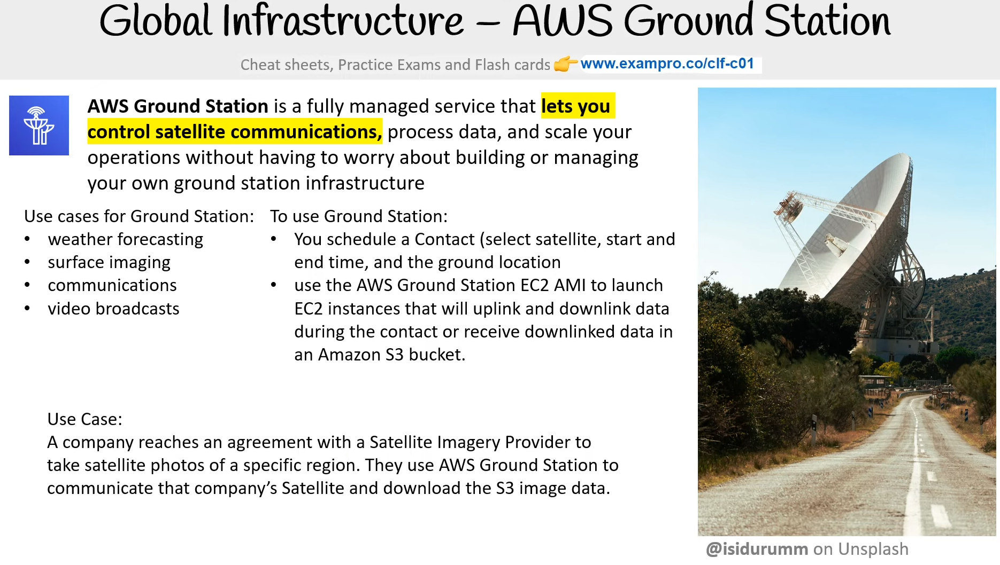 Global Infrastructure – AWS Ground Station
Cheat sheets, Practice Exams and Flash cards 👉 www.exampro.co/clf-c01
AWS Ground Station is a fully managed service that lets you
control satellite communications, process data, and scale your
operations without having to worry about building or managing
your own ground station infrastructure
Use cases for Ground Station:
• weather forecasting
• surface imaging
• communications
• video broadcasts
To use Ground Station:
• You schedule a Contact (select satellite, start and
end time, and the ground location
• use the AWS Ground Station EC2 AMI to launch
EC2 instances that will uplink and downlink data
during the contact or receive downlinked data in
an Amazon S3 bucket.
Use Case:
A company reaches an agreement with a Satellite Imagery Provider to
take satellite photos of a specific region. They use AWS Ground Station to
communicate that company’s Satellite and download the S3 image data.
@isidurumm on Unsplash